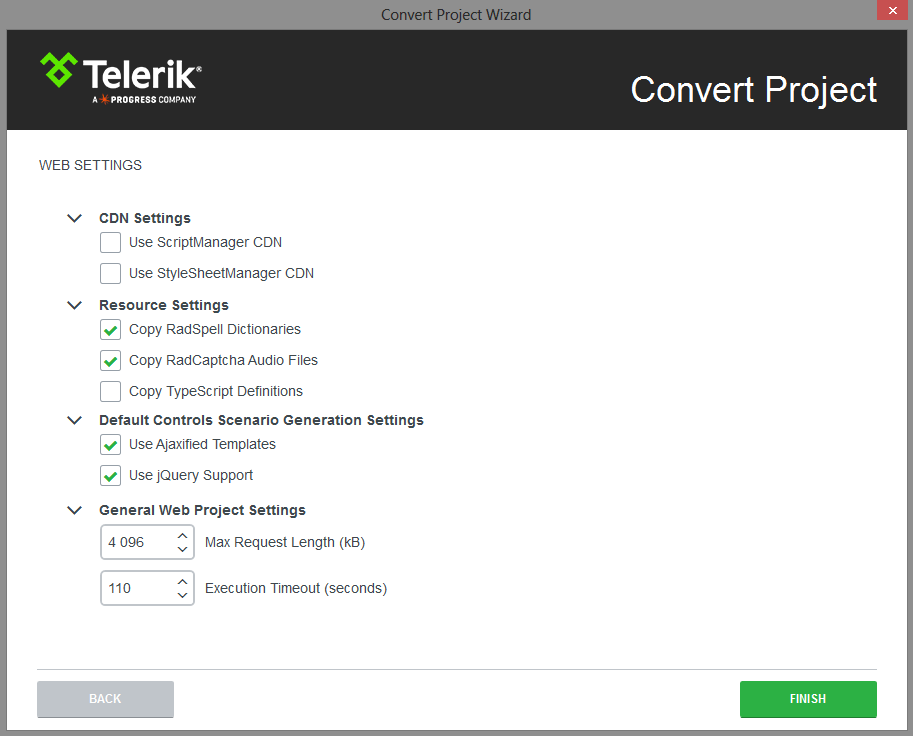 Convert Project Wizard
Telerik®
A PROGRESS COMPANY
Convert Project
WEB SETTINGS
CDN Settings
Use ScriptManager CDN
Use StyleSheetManager CDN
Resource Settings
Copy RadSpell Dictionaries
Copy RadCaptcha Audio Files
Copy TypeScript Definitions
Default Controls Scenario Generation Settings
Use Ajaxified Templates
Use jQuery Support
General Web Project Settings
4 096 Max Request Length (kB)
110 Execution Timeout (seconds)
BACK FINISH